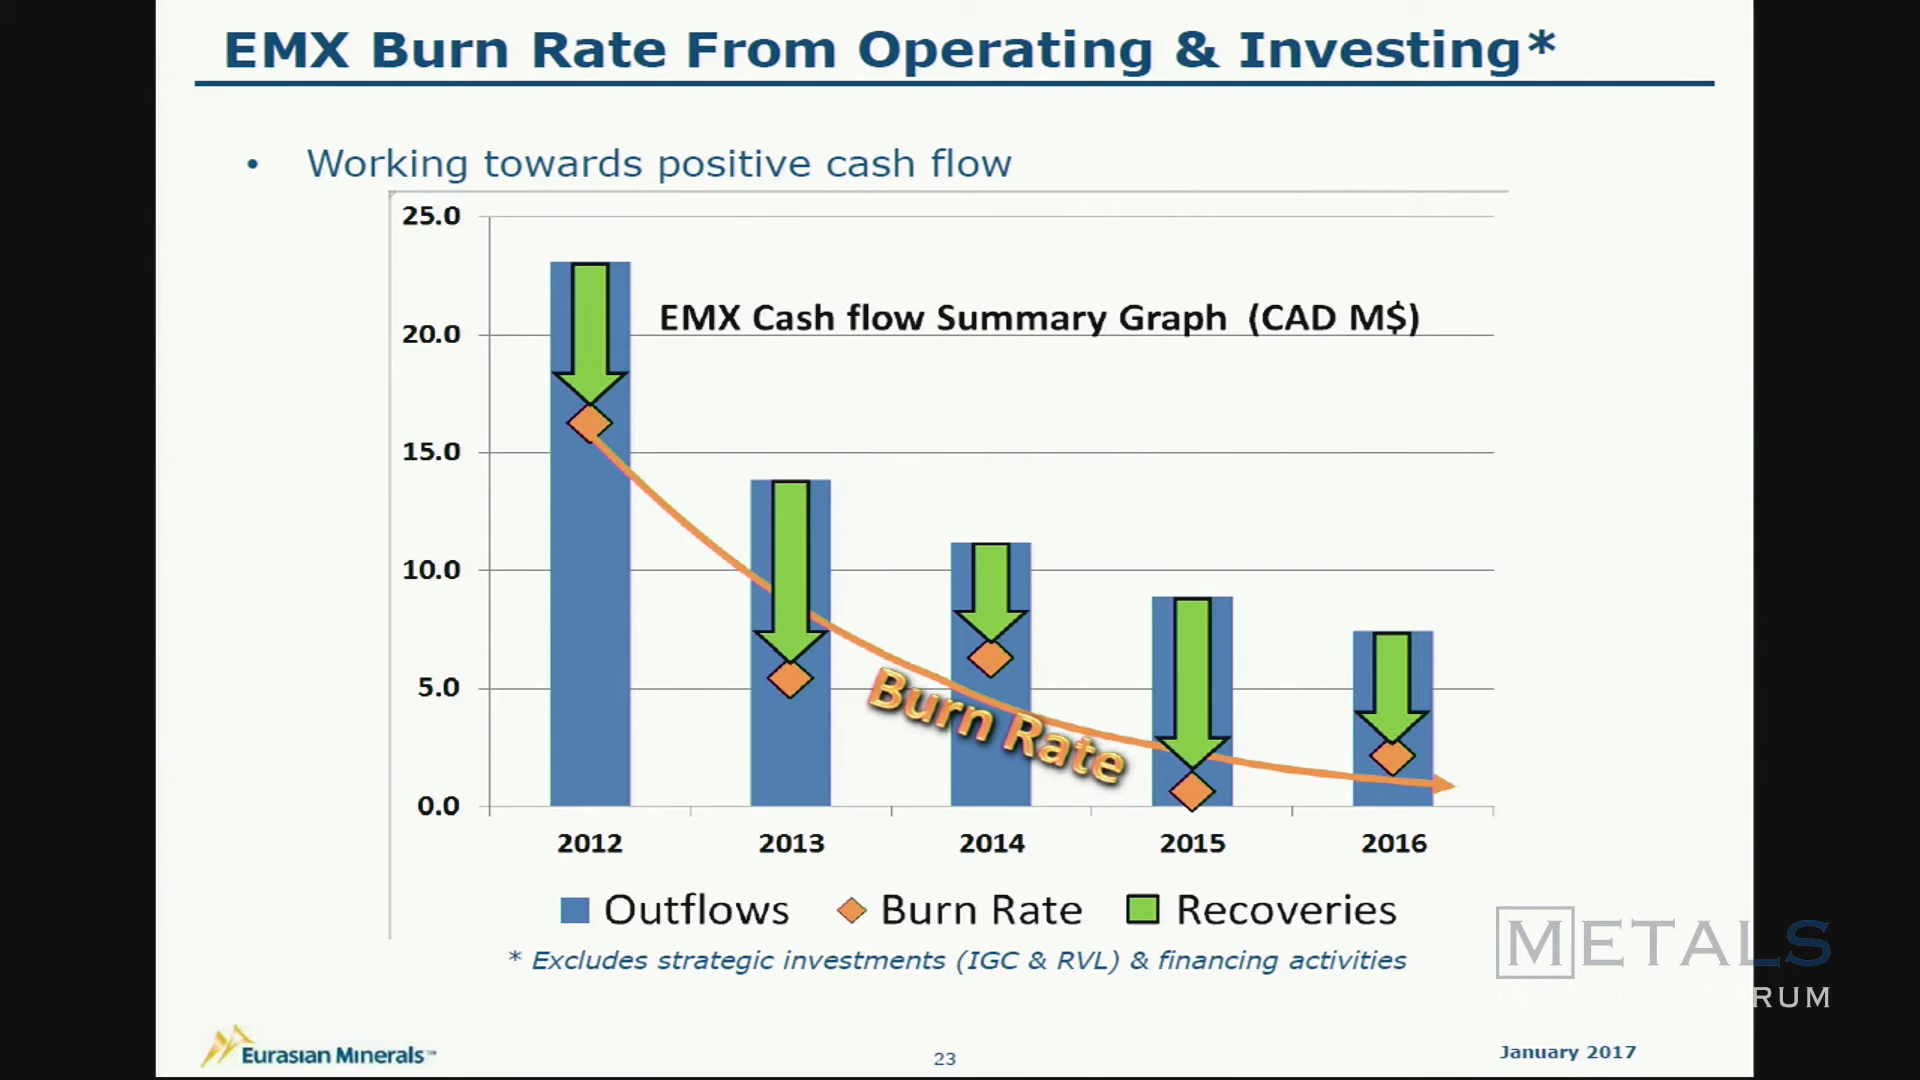 EMX Burn Rate From Operating & Investing*
• Working towards positive cash flow
25.0
EMX Cash flow Summary Graph (CAD M$)
20.0
15.0
10.0
5.0
0.0
Burn Rate
2012 2013 2014 2015 2016
Outflows Burn Rate Recoveries
* Excludes strategic investments (IGC & RVL) & financing activities
METALS
RUM
Eurasian Minerals™
23
January 2017